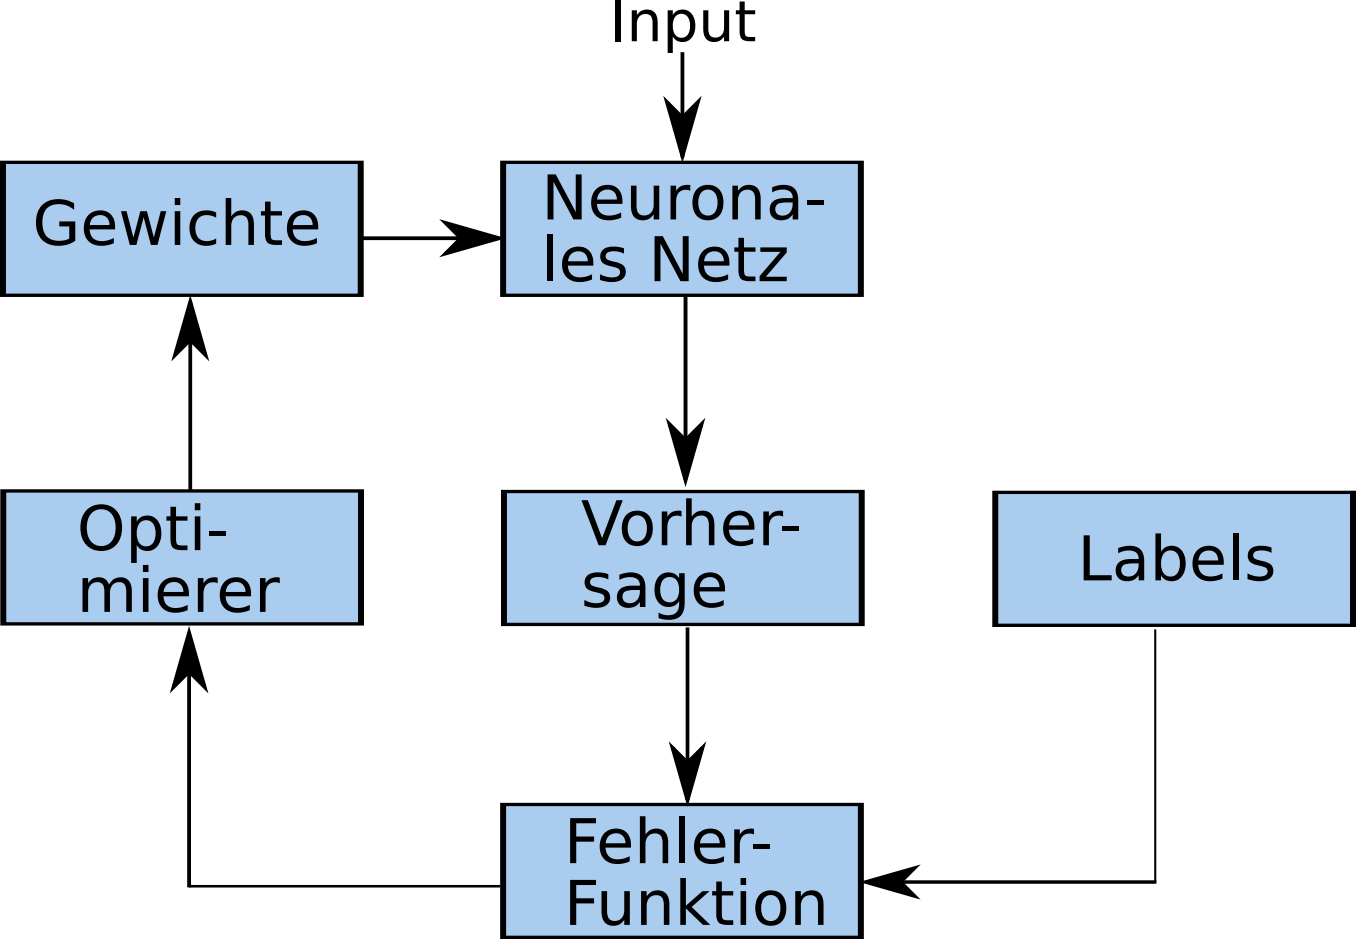 Input
Gewichte
Neurona-
les Netz
Opti-
mierer
Vorher-
sage
Labels
Fehler-
Funktion